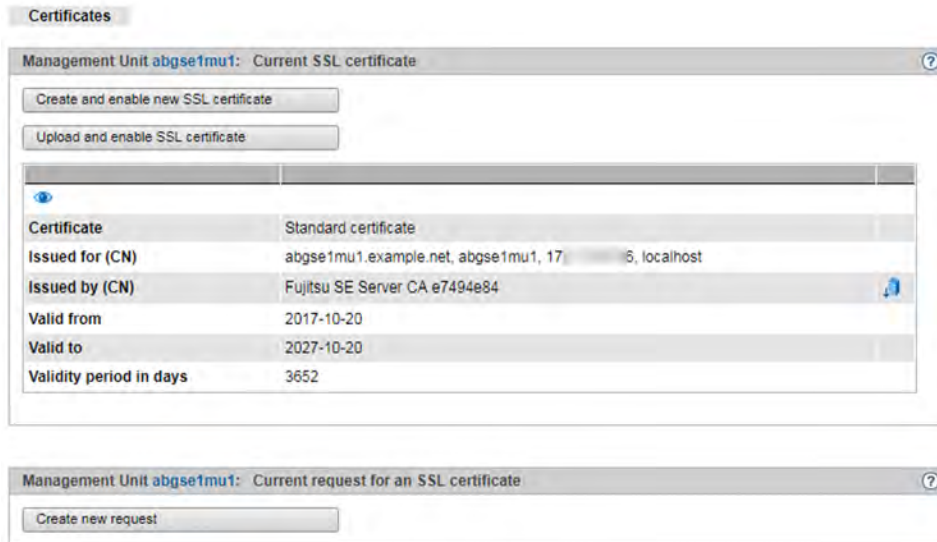 Certificates
Management Unit abgse1mu1: Current SSL certificate
?
Create and enable new SSL certificate
Upload and enable SSL certificate
Certificate Standard certificate
Issued for (CN) abgse1mu1.example.net, abgse1mu1, 17 6, localhost
Issued by (CN) Fujitsu SE Server CA e7494e84
Valid from 2017-10-20
Valid to 2027-10-20
Validity period in days 3652
Management Unit abgse1mu1: Current request for an SSL certificate
?
Create new request